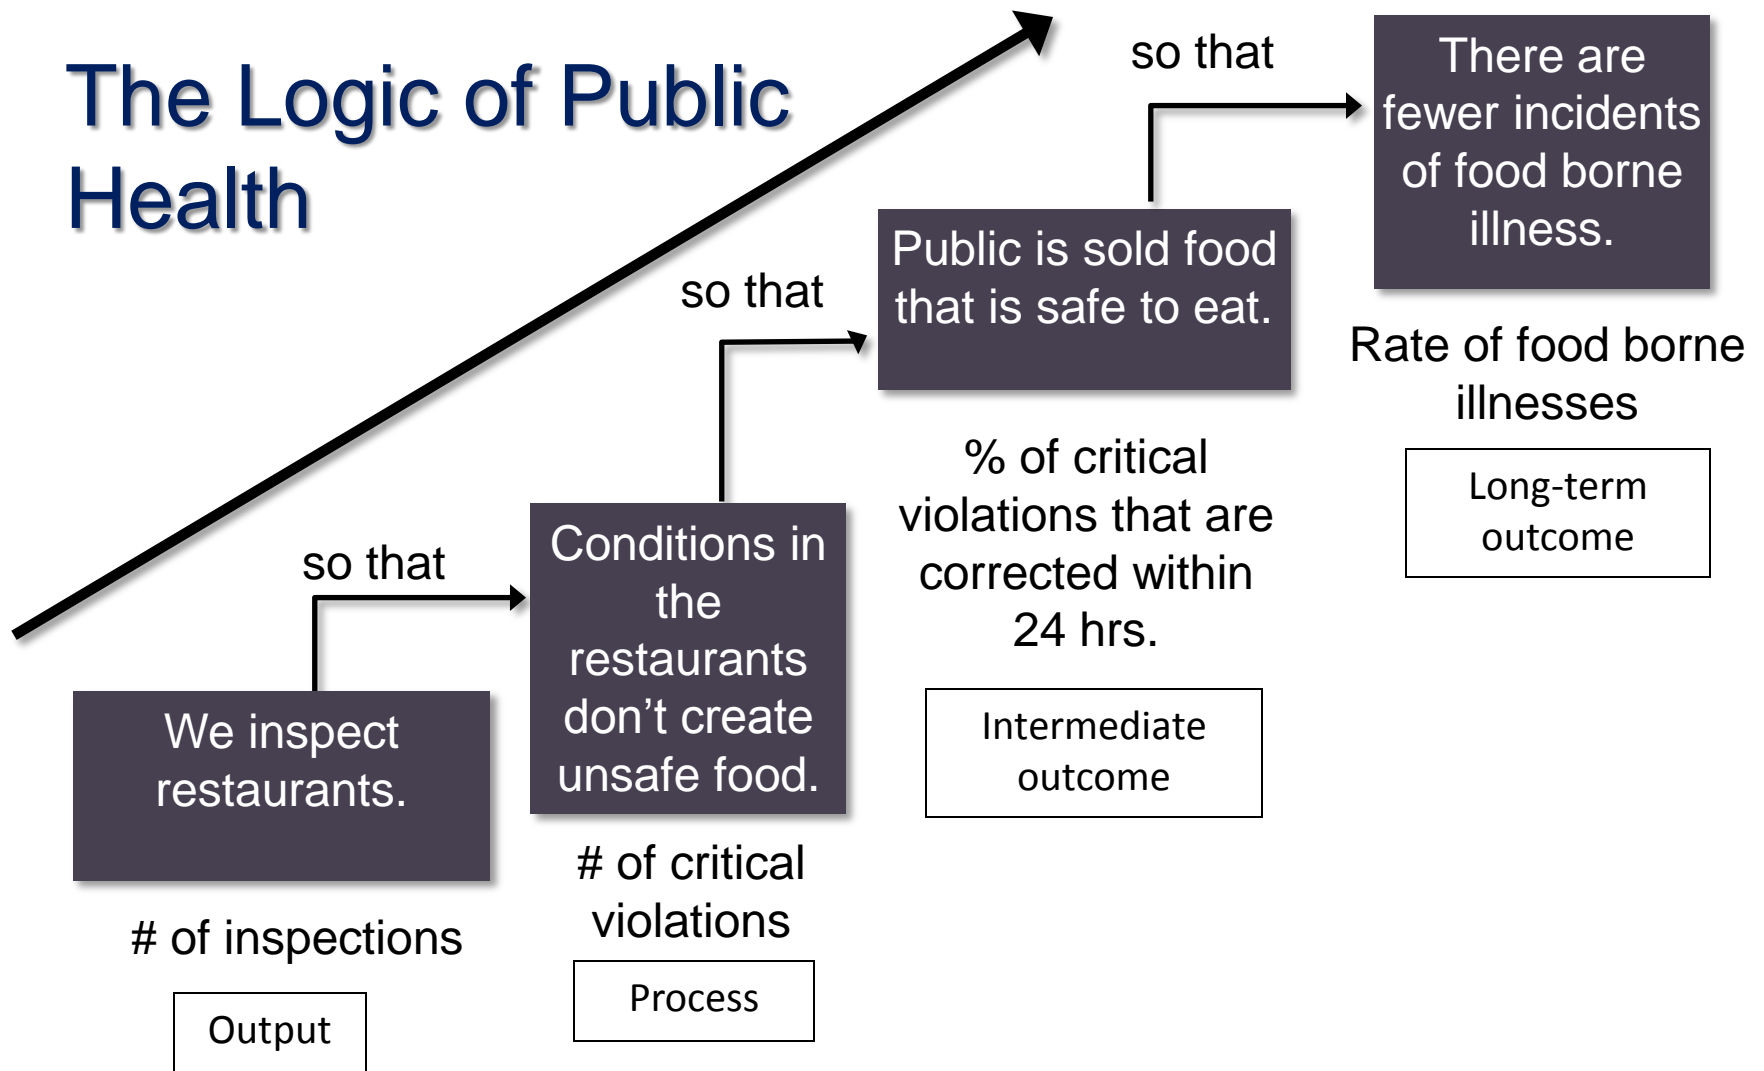 The Logic of Public
Health
We inspect
restaurants.
# of inspections
Output
so that
Conditions in
the
restaurants
don’t create
unsafe food.
# of critical
violations
Process
so that
Public is sold food
that is safe to eat.
% of critical
violations that are
corrected within
24 hrs.
Intermediate
outcome
so that
There are
fewer incidents
of food borne
illness.
Rate of food borne
illnesses
Long-term
outcome